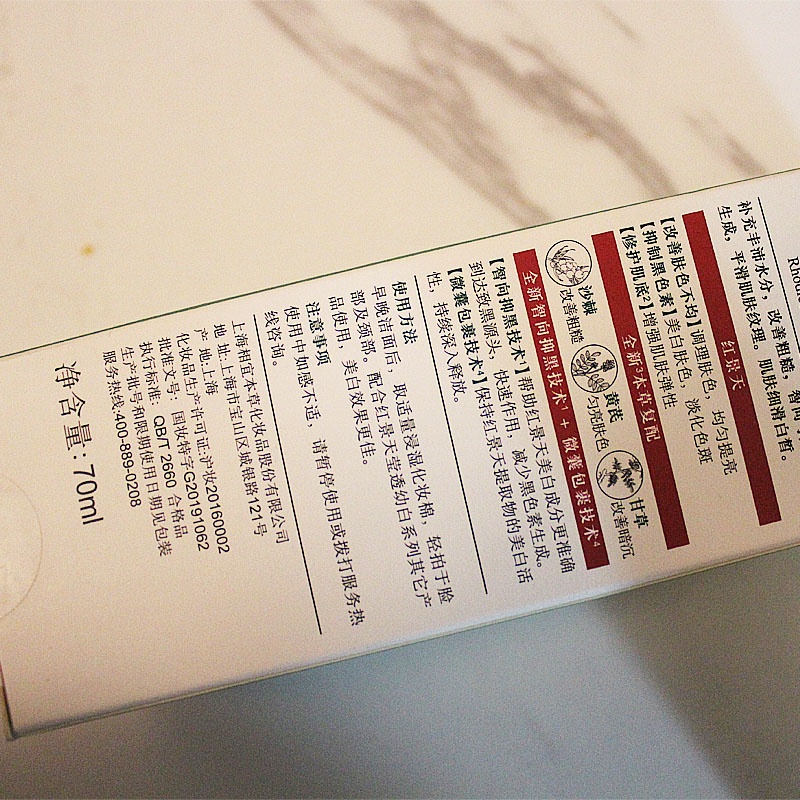 Rhod
补充丰沛水分，改善粗糙，智向
生成，平滑肌肤纹理。肌肤细滑白皙。
红景天
【改善肤色不均】调理肤色，均匀提亮
【抑制黑色素】美白肤色，淡化色斑
【修护肌底²】增强肌肤弹性
全新³本草复配
沙棘
改善粗糙
黄芪
匀亮肤色
甘草
改善暗沉
全新智向抑黑技术¹ + 微囊包裹技术⁴
【智向抑黑技术¹】帮助红景天美白成分更准确
到达致黑源头，快速作用，减少黑色素生成。
【微囊包裹技术⁴】保持红景天提取物的美白活
性，持续深入释放。
使用方法
早晚洁面后，取适量浸湿化妆棉，轻拍于脸
部及颈部。配合红景天莹透幼白系列其它产
品使用，美白效果更佳。
注意事项
使用中如感不适，请暂停使用或拨打服务热
线咨询。
上海相宜本草化妆品股份有限公司
地 址:上海市宝山区城银路121号
产 地:上海
化妆品生产许可证:沪妆20160002
批准文号: 国妆特字G20191062
执行标准: QB/T 2660 合格品
生产批号和限期使用日期见包装
服务热线:400-889-0208
净含量: 70ml